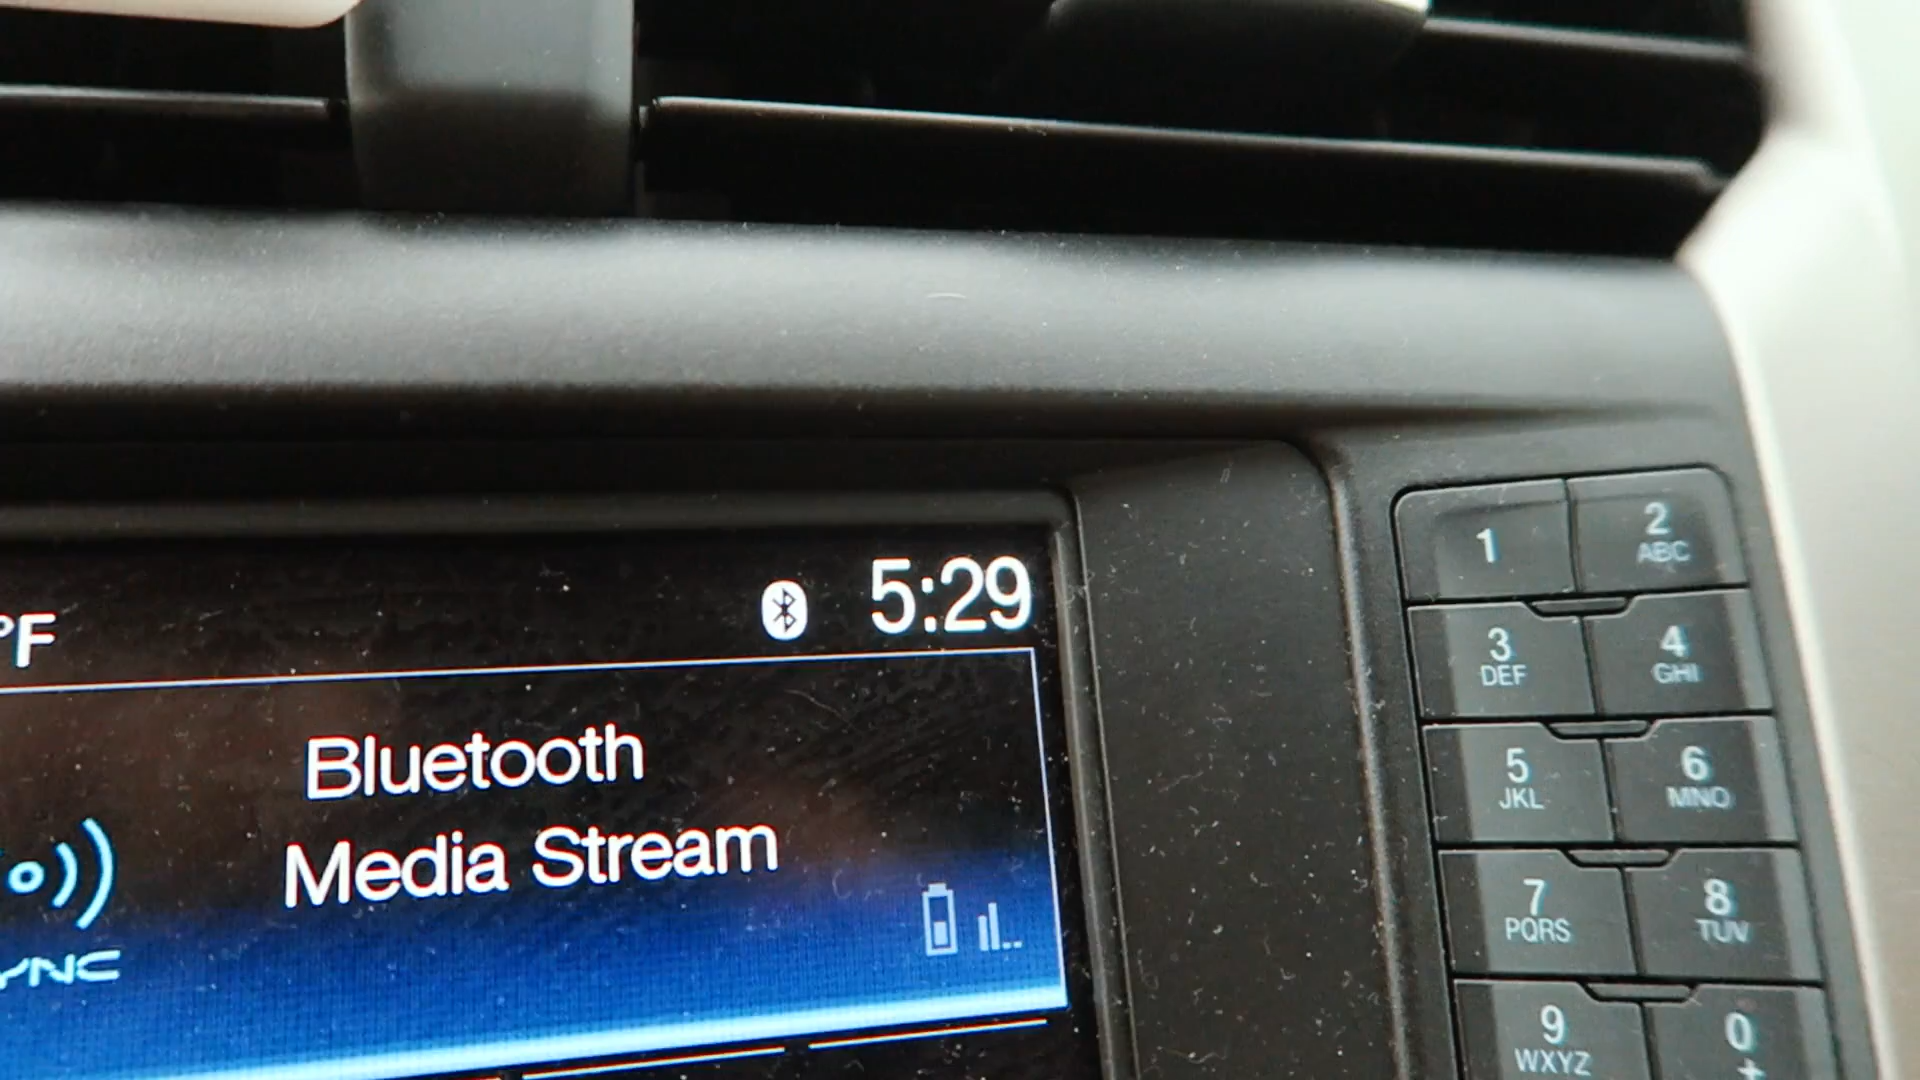 5:29
°F
Bluetooth
Media Stream
YNC
1
2
ABC
3
DEF
4
GHI
5
JKL
6
MNO
7
PQRS
8
TUV
9
WXYZ
0
+